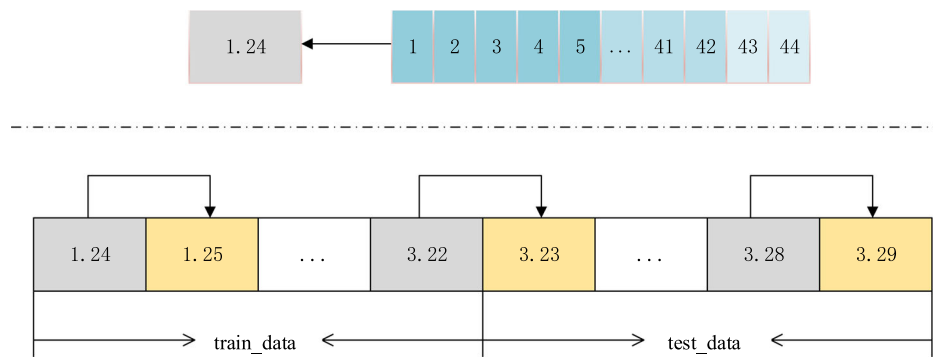 1.24 1 2 3 4 5 ... 41 42 43 44
1.24 1.25 ... 3.22 3.23 ... 3.28 3.29
train_data test_data